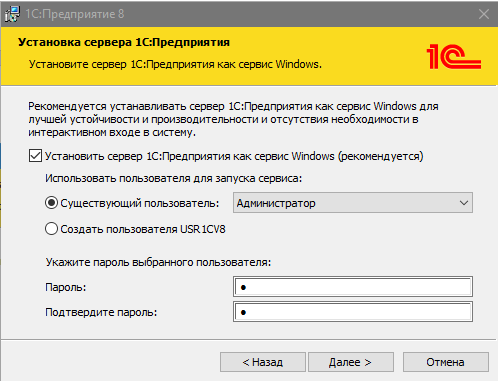 1С:Предприятие 8
Установка сервера 1С:Предприятия
Установите сервер 1С:Предприятия как сервис Windows.
1С
Рекомендуется устанавливать сервер 1С:Предприятия как сервис Windows для
лучшей устойчивости и производительности и отсутствия необходимости в
интерактивном входе в систему.
Установить сервер 1С:Предприятия как сервис Windows (рекомендуется)
Использовать пользователя для запуска сервиса:
Существующий пользователь: Администратор
Создать пользователя USR1CV8
Укажите пароль выбранного пользователя:
Пароль:
Подтвердите пароль:
< Назад Далее > Отмена